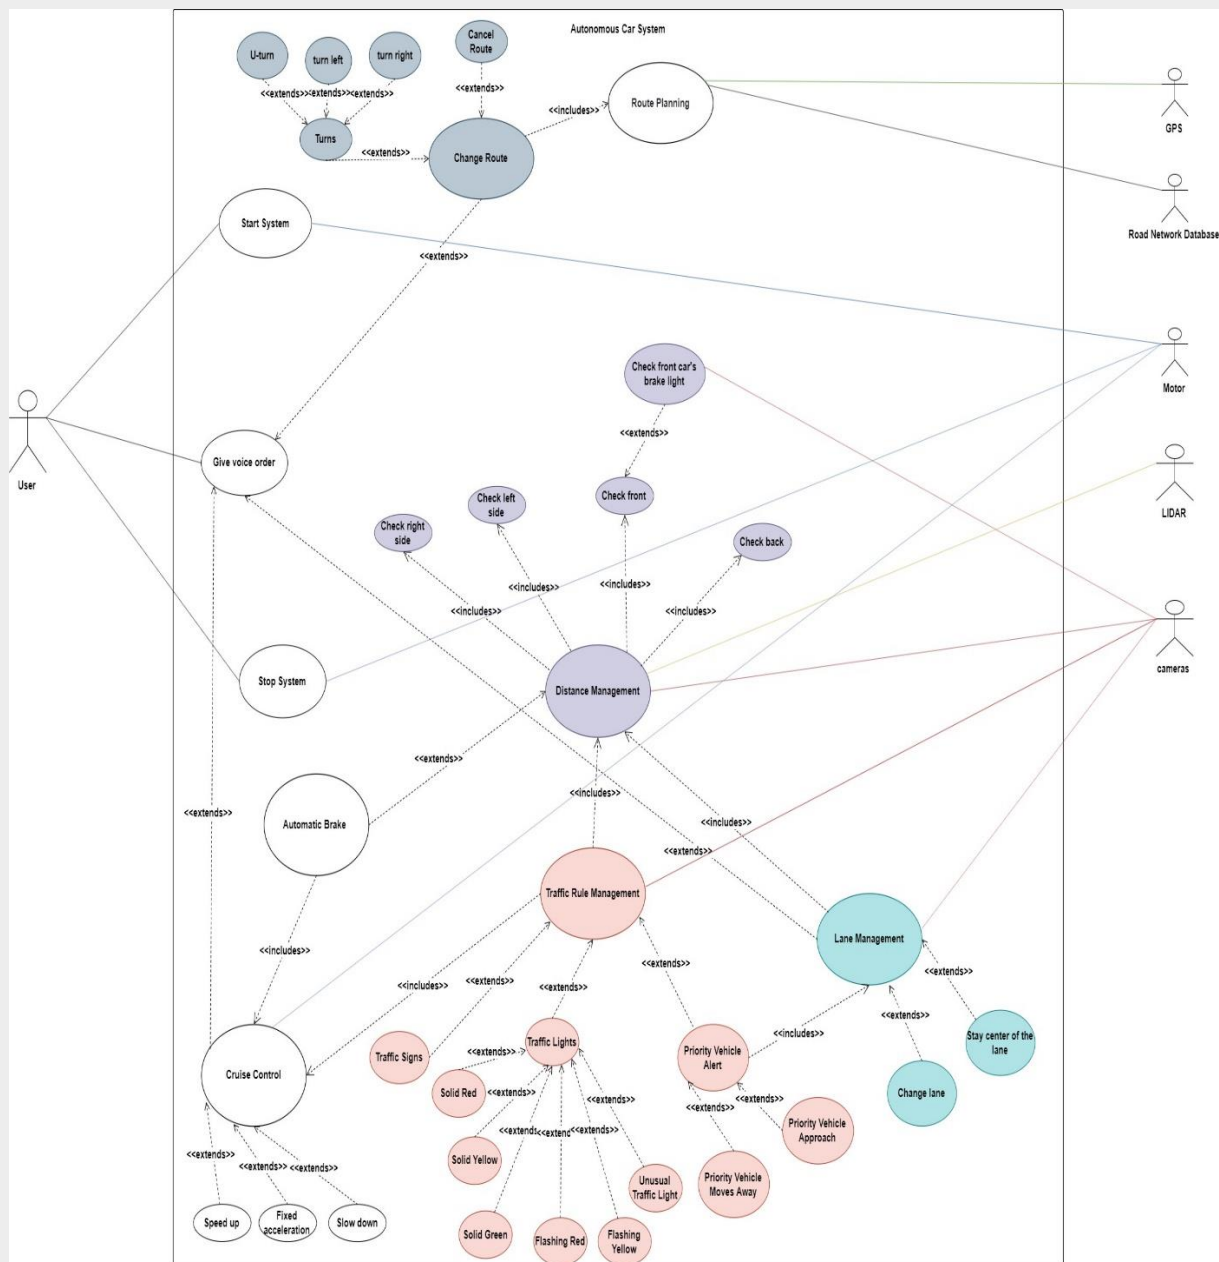 Autonomous Car System
U-turn
turn left
turn right
Cancel
Route
<<extends>>
<<extends>>
<<extends>>
<<extends>>
Turns
<<extends>>
Change Route
<<includes>>
Route Planning
GPS
Road Network Database
Start System
<<extends>>
Motor
Check front car's
brake light
<<extends>>
User
Give voice order
LIDAR
Check right
side
Check left
side
Check front
Check back
<<includes>>
<<includes>>
<<includes>>
<<includes>>
cameras
Stop System
Distance Management
<<extends>>
<<extends>>
Automatic Brake
<<includes>>
<<includes>>
<<extends>>
Traffic Rule Management
Lane Management
<<includes>>
<<includes>>
<<extends>>
<<extends>>
<<extends>>
<<extends>>
<<extends>>
Traffic Signs
Traffic Lights
<<includes>>
Priority Vehicle
Alert
Stay center of the
lane
Cruise Control
<<extends>>
Solid Red
<<extends>>
<<extends>>
<<extends>>
<<extends>>
Change lane
<<extends>>
<<extends>>
Priority Vehicle
Approach
Solid Yellow
<<extends>>
<<extends>>
<<extends>>
Unusual
Traffic Light
Priority Vehicle
Moves Away
Speed up
Fixed
acceleration
Slow down
Solid Green
Flashing Red
Flashing
Yellow